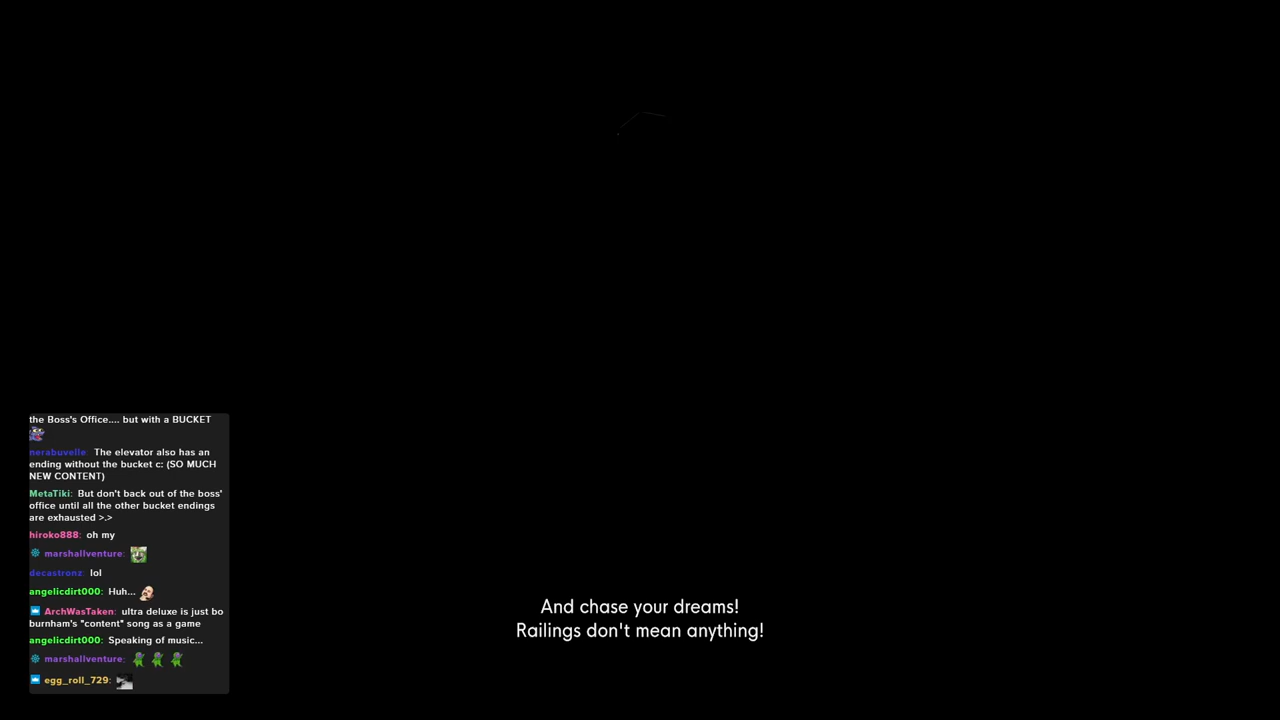 the Boss's Office.... but with a BUCKET
nerabuvelle: The elevator also has an
ending without the bucket c: (SO MUCH
NEW CONTENT)
MetaTiki: But don't back out of the boss'
office until all the other bucket endings
are exhausted >.>
hiroko888: oh my
marshallventure:
decastronz: lol
angelicdirt000: Huh...
ArchWasTaken: ultra deluxe is just bo
burnham's "content" song as a game
angelicdirt000: Speaking of music...
marshallventure:
egg_roll_729:
And chase your dreams!
Railings don't mean anything!